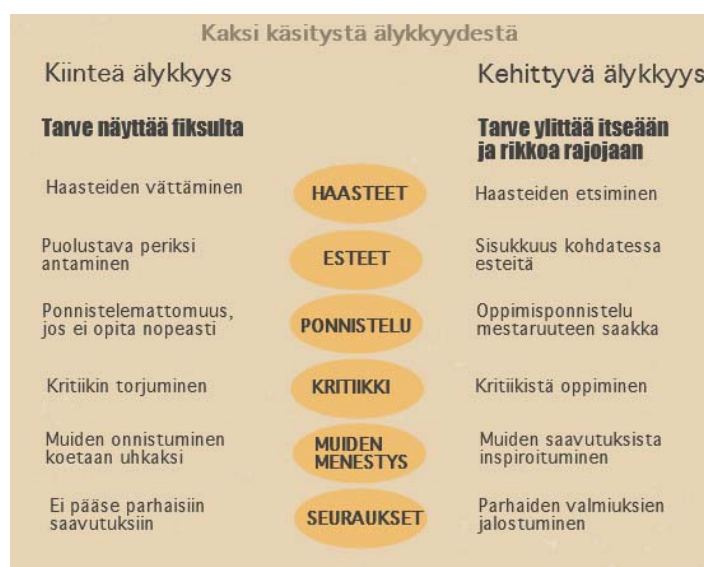 Kaksi käsitystä älykkyydestä
Kiinteä älykkyys
Kehittyvä älykkyys
Tarve näyttää fiksulta
Tarve ylittää itseään
ja rikkoa rajojaan
Haasteiden vättäminen
HAASTEET
Haasteiden etsiminen
Puolustava periksi
antaminen
ESTEET
Sisukkuus kohdatessa
esteitä
Ponnistelemattomuus,
jos ei opita nopeasti
PONNISTELU
Oppimisponnistelu
mestaruuteen saakka
Kritiikin torjuminen
KRITIIKKI
Kritiikistä oppiminen
Muiden onnistuminen
koetaan uhkaksi
MUIDEN
MENESTYS
Muiden saavutuksista
inspiroituminen
Ei pääse parhaisiin
saavutuksiin
SEURAUKSET
Parhaiden valmiuksien
jalostuminen